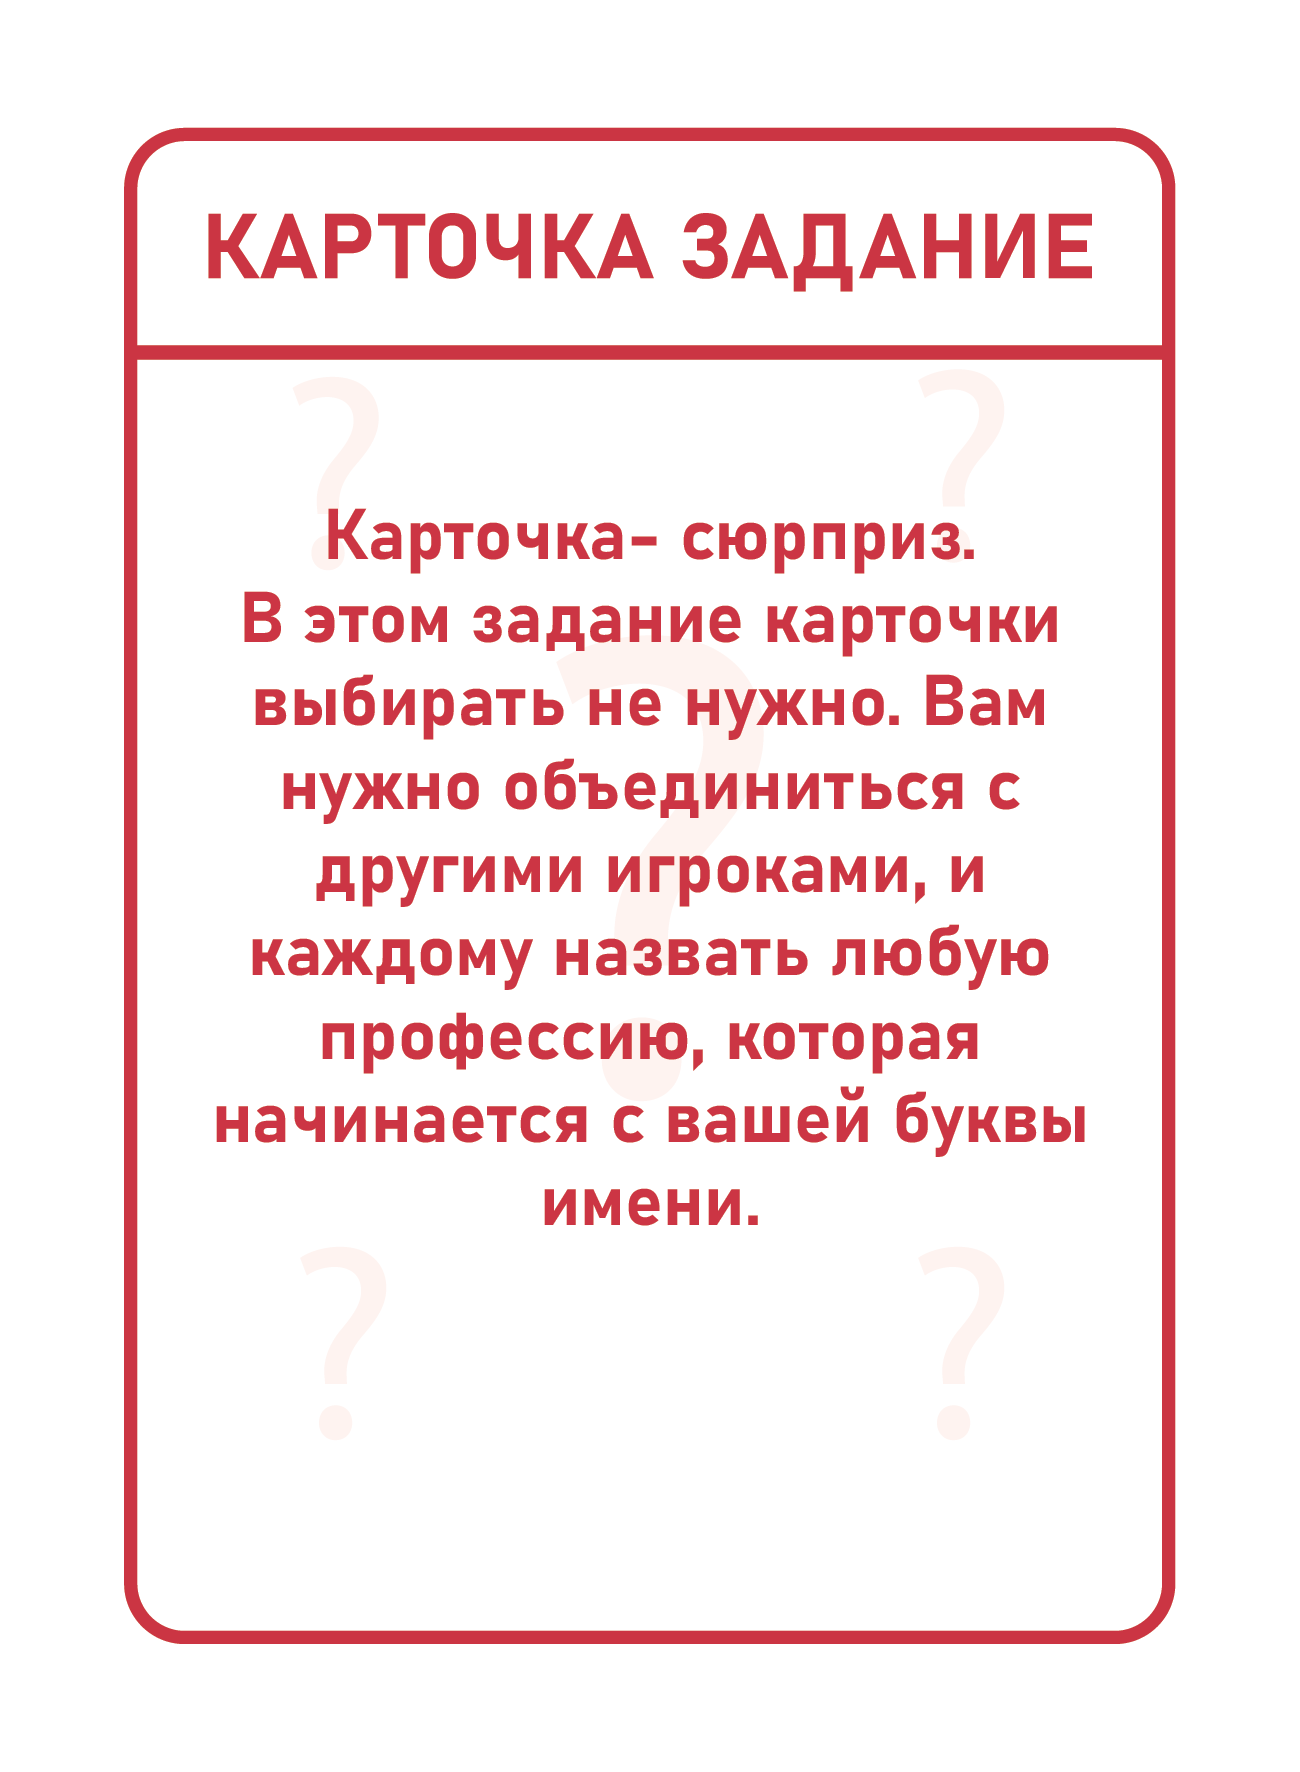 КАРТОЧКА ЗАДАНИЕ
?
?
Карточка- сюрприз.
В этом задание карточки
выбирать не нужно. Вам
нужно объединиться с
другими игроками, и
каждому назвать любую
профессию, которая
начинается с вашей буквы
имени.
?
?
?